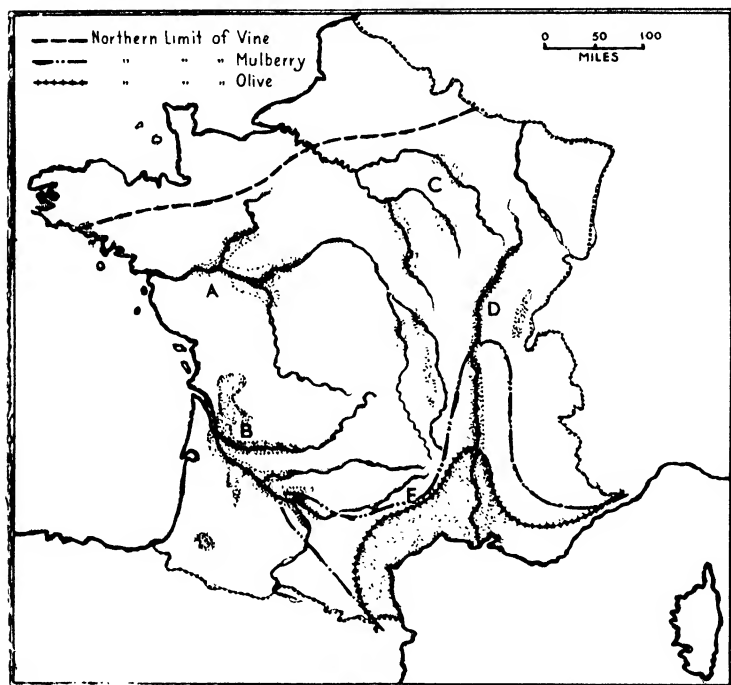 Northern Limit of Vine
" " " Mulberry
" " " Olive
0 50 100
MILES
A
B
C
D
E